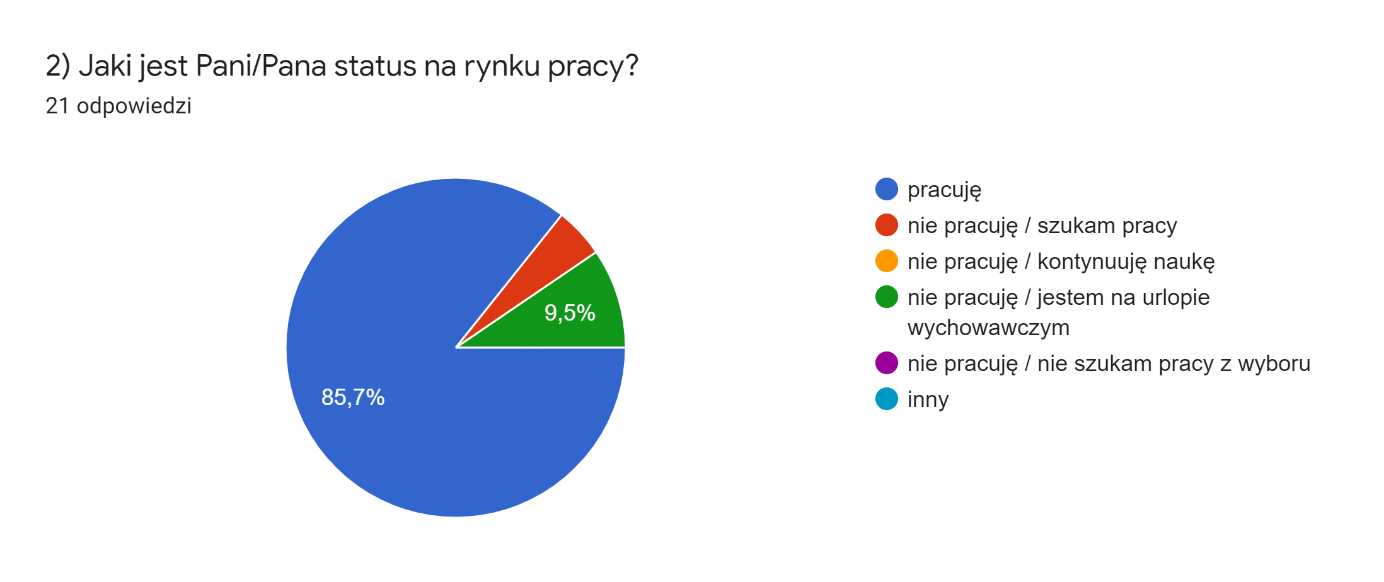 2) Jaki jest Pani/Pana status na rynku pracy?
21 odpowiedzi
85,7%
9,5%
pracuję
nie pracuję / szukam pracy
nie pracuję / kontynuuję naukę
nie pracuję / jestem na urlopie
wychowawczym
nie pracuję / nie szukam pracy z wyboru
inny